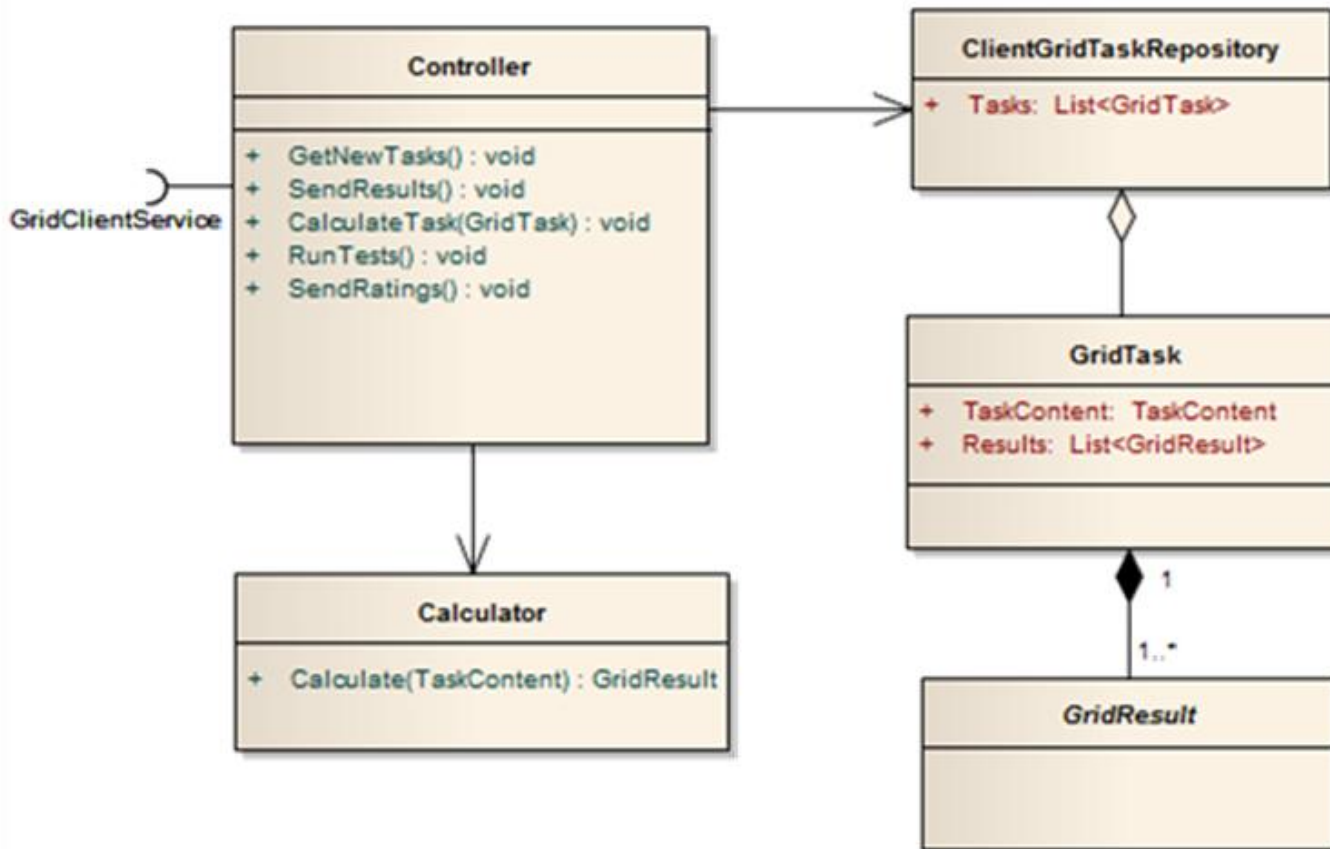 Controller
+ GetNewTasks() : void
+ SendResults() : void
+ CalculateTask(GridTask) : void
+ RunTests() : void
+ SendRatings() : void
GridClientService
ClientGridTaskRepository
+ Tasks: List<GridTask>
GridTask
+ TaskContent: TaskContent
+ Results: List<GridResult>
1
1..*
Calculator
+ Calculate(TaskContent) : GridResult
GridResult